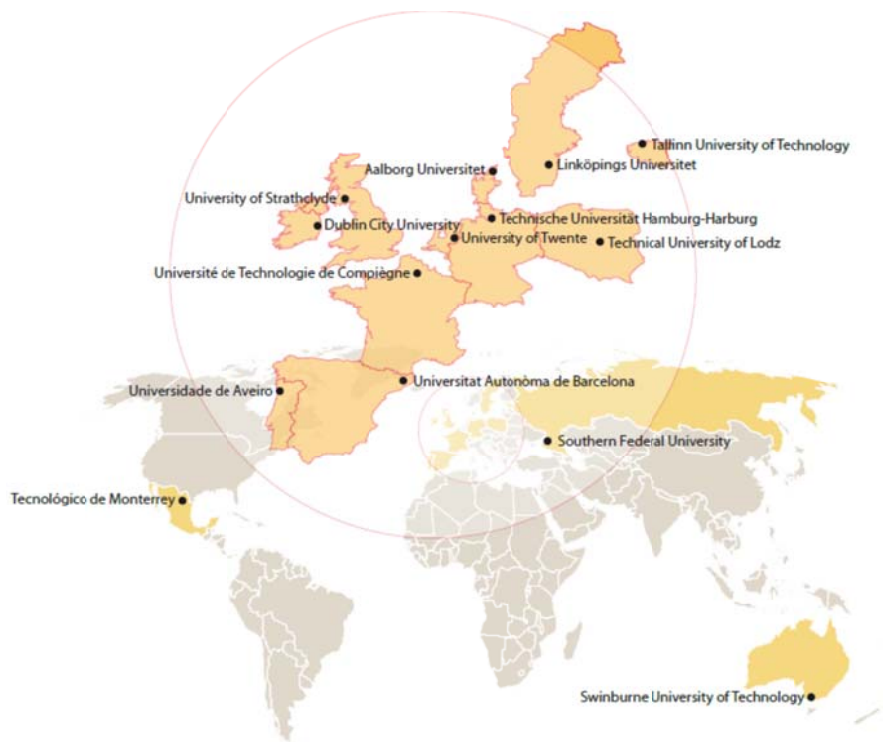 Tallinn University of Technology
Linköpings Universitet
Aalborg Universitet
University of Strathclyde
Technische Universität Hamburg-Harburg
Dublin City University
University of Twente
Technical University of Lodz
Université de Technologie de Compiègne
Universitat Autonòma de Barcelona
Universidade de Aveiro
Southern Federal University
Tecnológico de Monterrey
Swinburne University of Technology